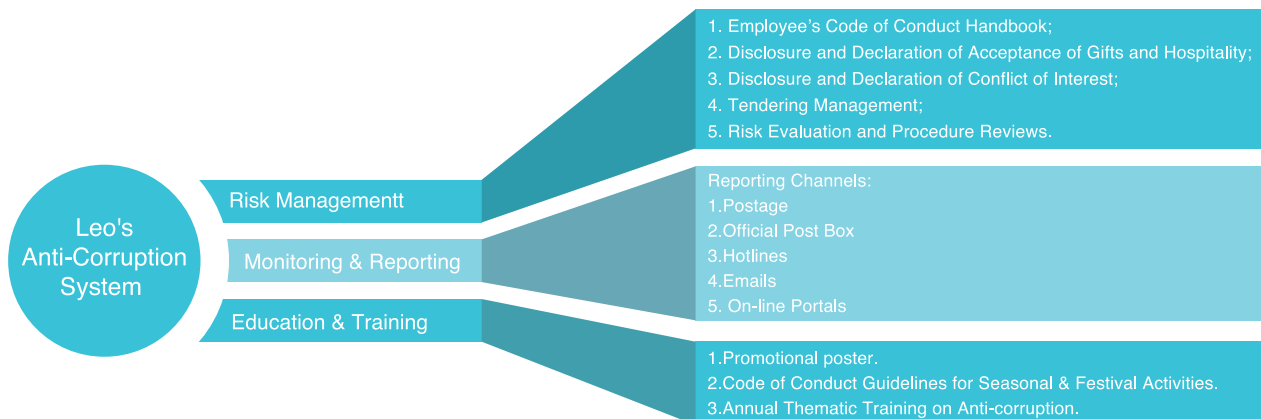 Leo's
Anti-Corruption
System
Risk Managementt
1. Employee's Code of Conduct Handbook;
2. Disclosure and Declaration of Acceptance of Gifts and Hospitality;
3. Disclosure and Declaration of Conflict of Interest;
4. Tendering Management;
5. Risk Evaluation and Procedure Reviews.
Monitoring & Reporting
Reporting Channels:
1.Postage
2.Official Post Box
3.Hotlines
4.Emails
5. On-line Portals
Education & Training
1.Promotional poster.
2.Code of Conduct Guidelines for Seasonal & Festival Activities.
3.Annual Thematic Training on Anti-corruption.